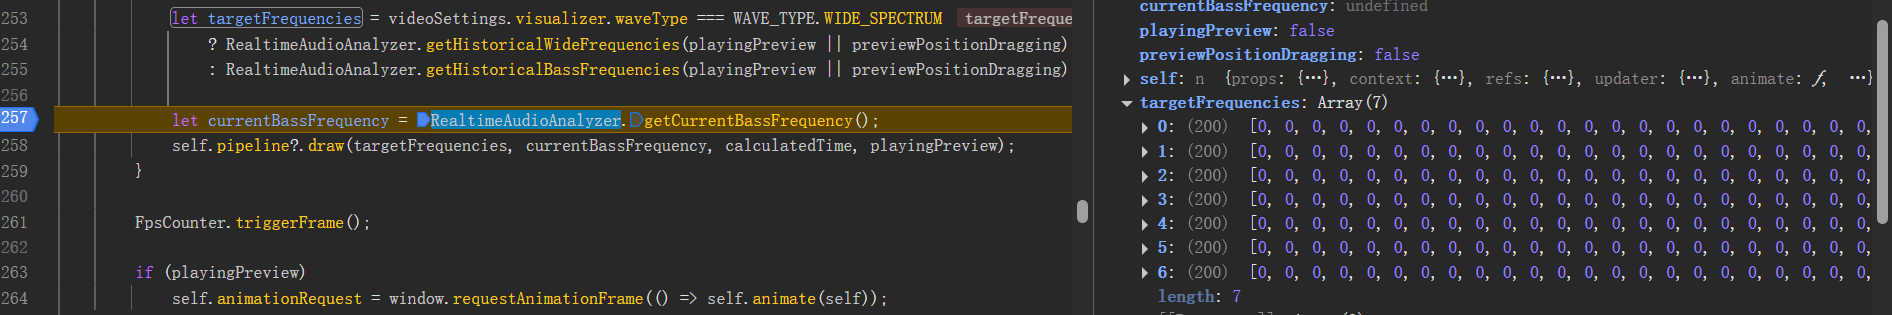 253 let targetFrequencies = videoSettings.visualizer.waveType === WAVE_TYPE.WIDE_SPECTRUM targetFreque
254 ? RealtimeAudioAnalyzer.getHistoricalWideFrequencies(playingPreview || previewPositionDragging)
255 : RealtimeAudioAnalyzer.getHistoricalBassFrequencies(playingPreview || previewPositionDragging)
256
257 let currentBassFrequency = RealtimeAudioAnalyzer.getCurrentBassFrequency();
258 self.pipeline?.draw(targetFrequencies, currentBassFrequency, calculatedTime, playingPreview);
259 }
260
261 FpsCounter.triggerFrame();
262
263 if (playingPreview)
264 self.animationRequest = window.requestAnimationFrame(() => self.animate(self));
currentBassFrequency: undefined
playingPreview: false
previewPositionDragging: false
self: n {props: {…}, context: {…}, refs: {…}, updater: {…}, animate: ƒ, …}
targetFrequencies: Array(7)
0: (200) [0, 0, 0, 0, 0, 0, 0, 0, 0, 0, 0, 0, 0, 0, 0, 0, 0, 0, 0, 0, 0, 0, 0,
1: (200) [0, 0, 0, 0, 0, 0, 0, 0, 0, 0, 0, 0, 0, 0, 0, 0, 0, 0, 0, 0, 0, 0, 0,
2: (200) [0, 0, 0, 0, 0, 0, 0, 0, 0, 0, 0, 0, 0, 0, 0, 0, 0, 0, 0, 0, 0, 0, 0,
3: (200) [0, 0, 0, 0, 0, 0, 0, 0, 0, 0, 0, 0, 0, 0, 0, 0, 0, 0, 0, 0, 0, 0, 0,
4: (200) [0, 0, 0, 0, 0, 0, 0, 0, 0, 0, 0, 0, 0, 0, 0, 0, 0, 0, 0, 0, 0, 0, 0,
5: (200) [0, 0, 0, 0, 0, 0, 0, 0, 0, 0, 0, 0, 0, 0, 0, 0, 0, 0, 0, 0, 0, 0, 0,
6: (200) [0, 0, 0, 0, 0, 0, 0, 0, 0, 0, 0, 0, 0, 0, 0, 0, 0, 0, 0, 0, 0, 0, 0,
length: 7